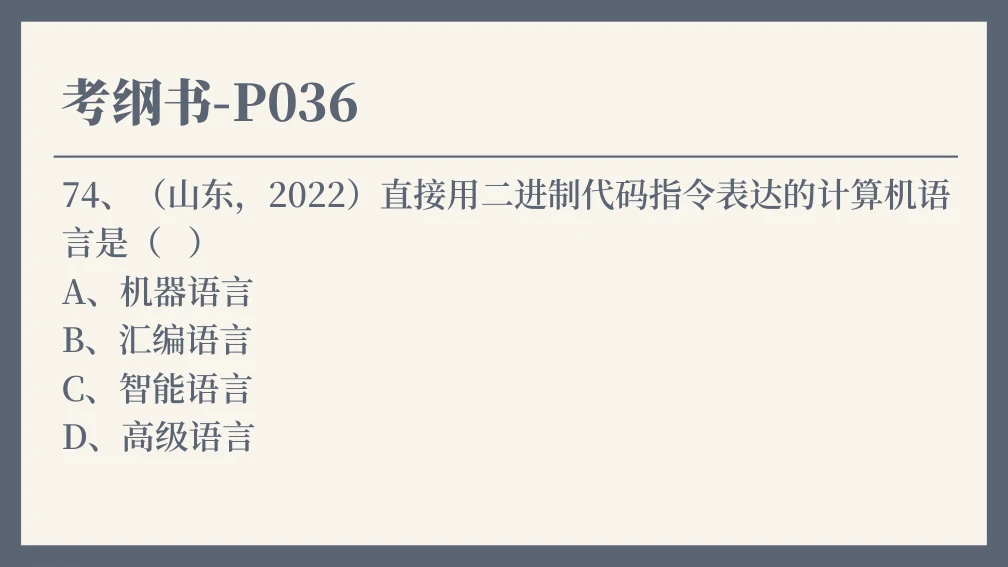 考纲书-P036
74、（山东，2022）直接用二进制代码指令表达的计算机语
言是（ ）
A、机器语言
B、汇编语言
C、智能语言
D、高级语言